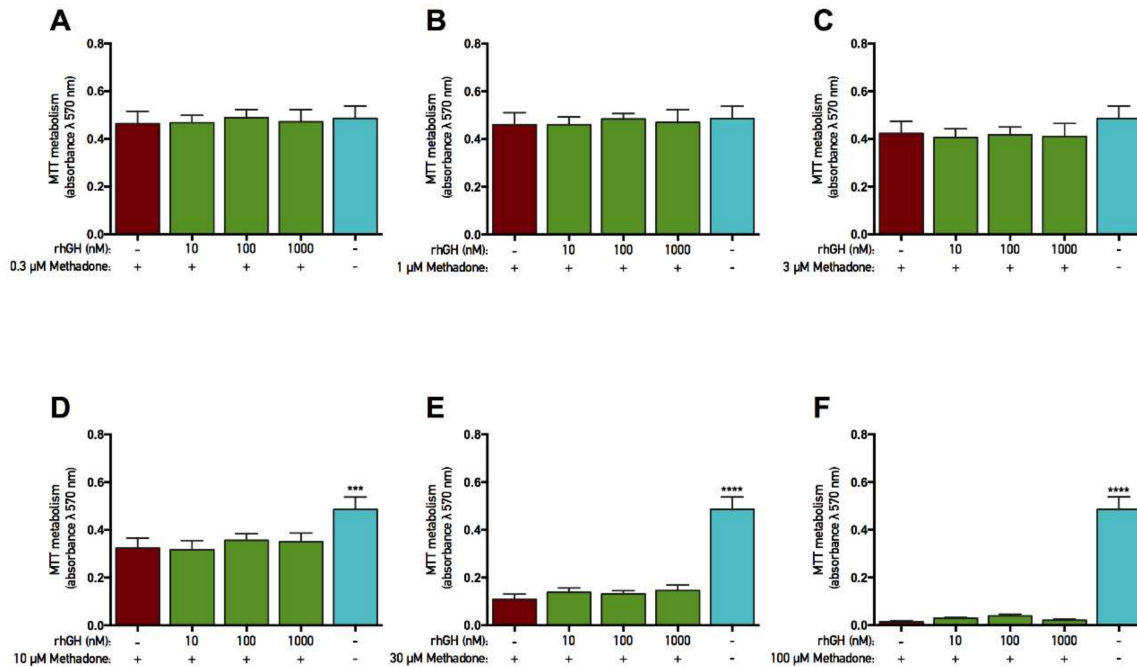 A
MTT metabolism
(absorbance λ 570 nm)
0.8
0.6
0.4
0.2
0.0
rhGH (nM): - 10 100 1000 -
0.3 µM Methadone: + + + + -
B
MTT metabolism
(absorbance λ 570 nm)
0.8
0.6
0.4
0.2
0.0
rhGH (nM): - 10 100 1000 -
1 µM Methadone: + + + + -
C
MTT metabolism
(absorbance λ 570 nm)
0.8
0.6
0.4
0.2
0.0
rhGH (nM): - 10 100 1000 -
3 µM Methadone: + + + + -
D
MTT metabolism
(absorbance λ 570 nm)
0.8
0.6
0.4
0.2
0.0
***
rhGH (nM): - 10 100 1000 -
10 µM Methadone: + + + + -
E
MTT metabolism
(absorbance λ 570 nm)
0.8
0.6
0.4
0.2
0.0
****
rhGH (nM): - 10 100 1000 -
30 µM Methadone: + + + + -
F
MTT metabolism
(absorbance λ 570 nm)
0.8
0.6
0.4
0.2
0.0
****
rhGH (nM): - 10 100 1000 -
100 µM Methadone: + + + + -